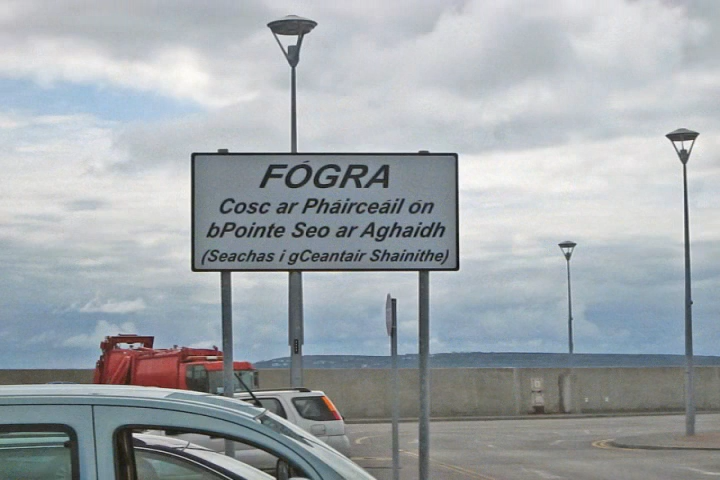 FÓGRA
Cosc ar Pháirceáil ón
bPointe Seo ar Aghaidh
(Seachas i gCeantair Shainithe)